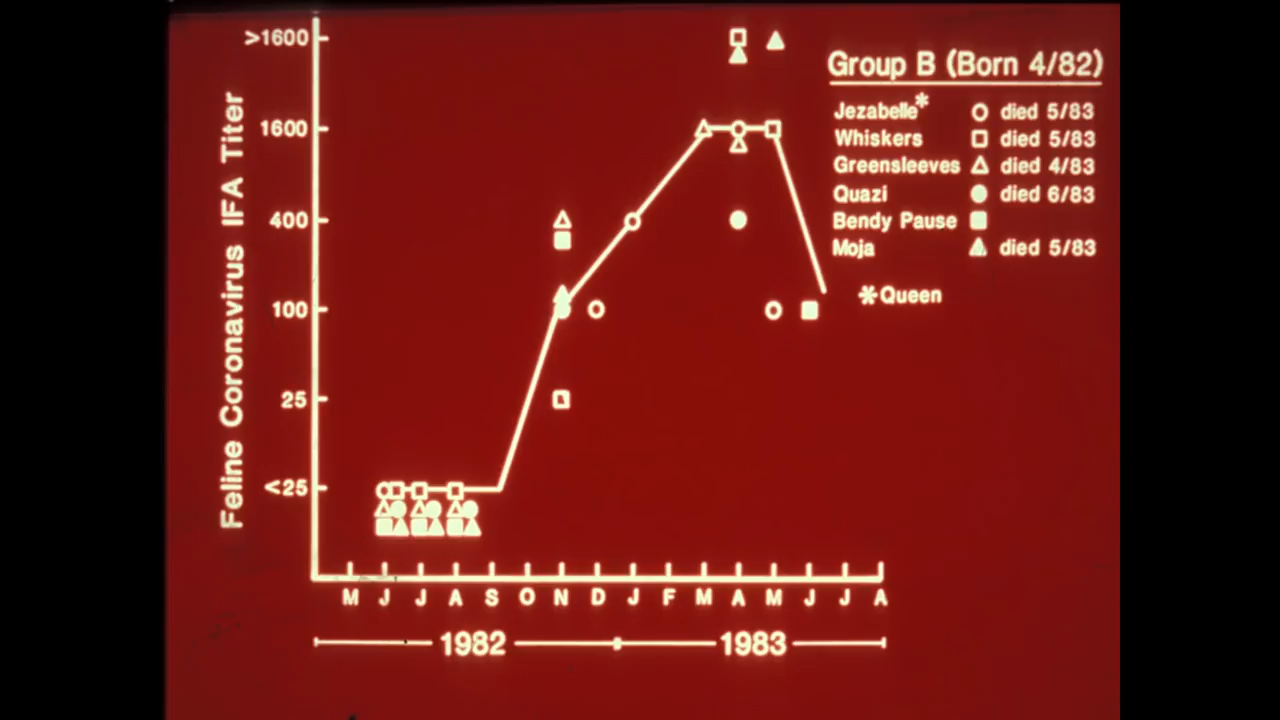 Feline Coronavirus IFA Titer
>1600
1600
400
100
25
<25
M J J A S O N D J F M A M J J A
1982 1983
Group B (Born 4/82)
Jezabelle* died 5/83
Whiskers died 5/83
Greensleeves died 4/83
Quazi died 6/83
Bendy Pause
Moja died 5/83
*Queen